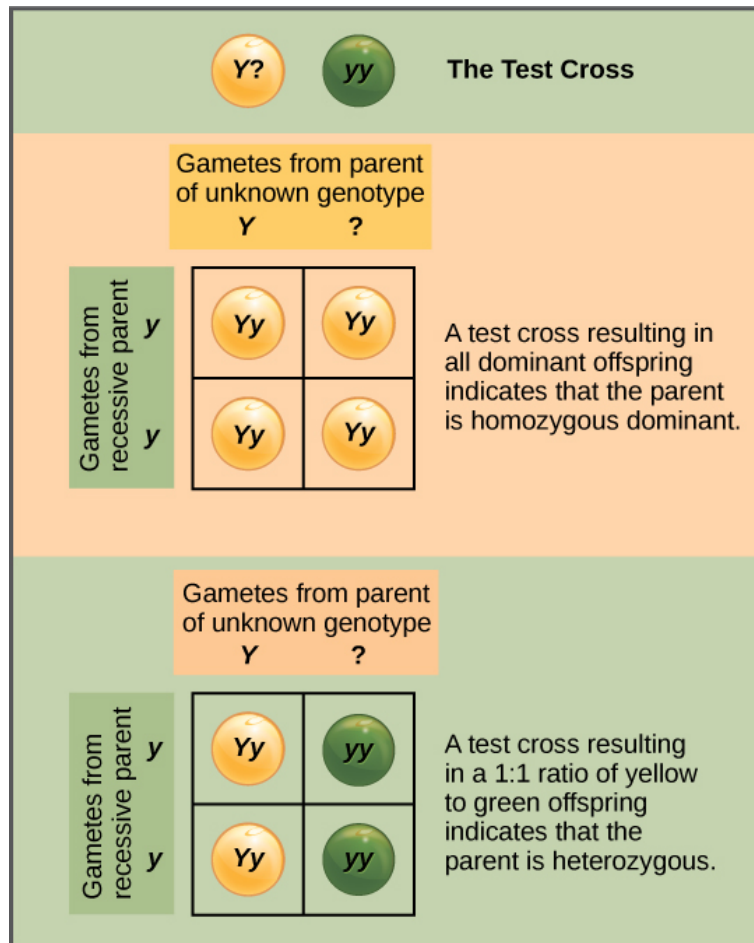 Y? yy The Test Cross
Gametes from parent
of unknown genotype
Y ?
Gametes from
recessive parent
y Yy Yy
y Yy Yy
A test cross resulting in
all dominant offspring
indicates that the parent
is homozygous dominant.
Gametes from parent
of unknown genotype
Y ?
Gametes from
recessive parent
y Yy yy
y Yy yy
A test cross resulting
in a 1:1 ratio of yellow
to green offspring
indicates that the
parent is heterozygous.